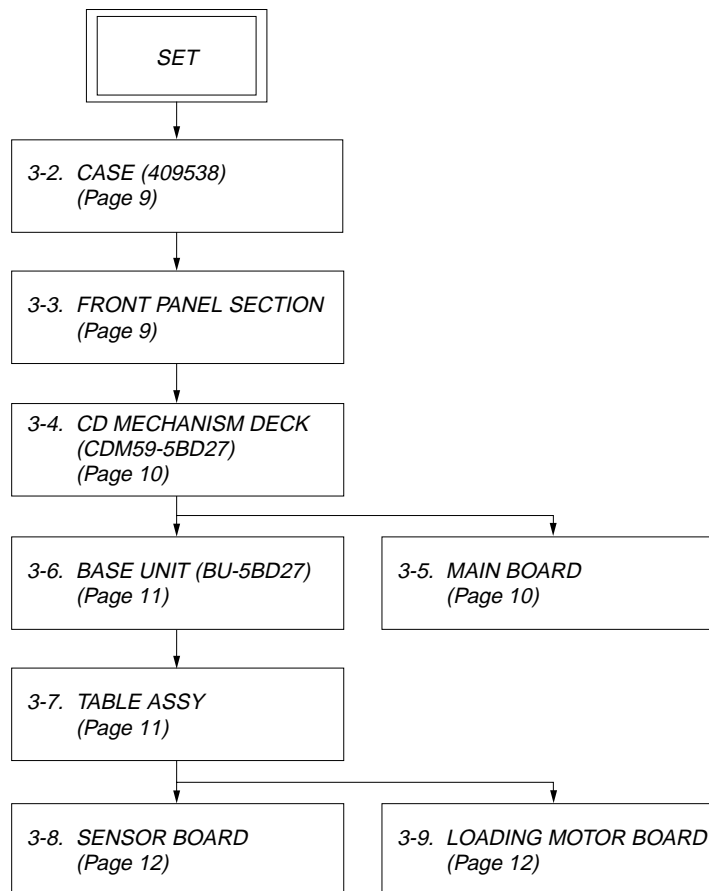 SET
3-2. CASE (409538)
(Page 9)
3-3. FRONT PANEL SECTION
(Page 9)
3-4. CD MECHANISM DECK
(CDM59-5BD27)
(Page 10)
3-6. BASE UNIT (BU-5BD27)
(Page 11)
3-5. MAIN BOARD
(Page 10)
3-7. TABLE ASSY
(Page 11)
3-8. SENSOR BOARD
(Page 12)
3-9. LOADING MOTOR BOARD
(Page 12)